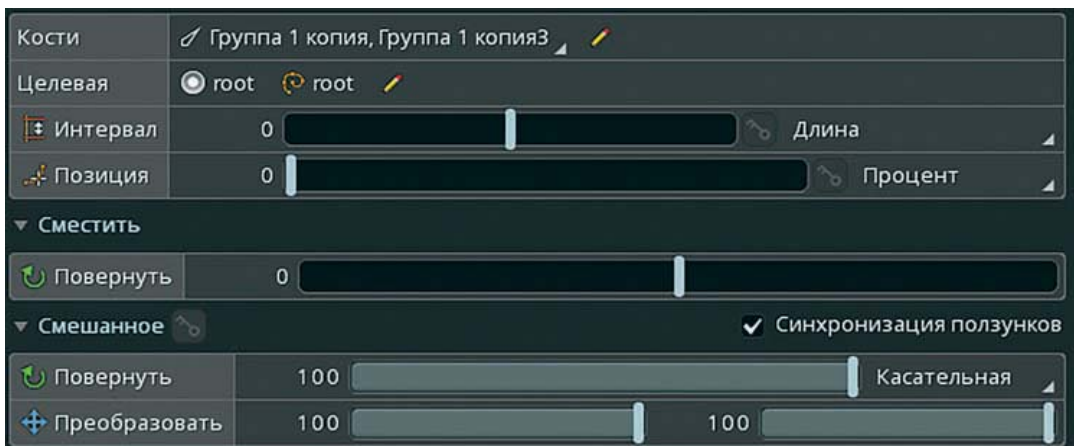 Кости Группа 1 копия, Группа 1 копия3
Целевая root root
Интервал 0 Длина
Позиция 0 Процент
Сместить
Повернуть 0
Смешанное Синхронизация ползунков
Повернуть 100 Касательная
Преобразовать 100 100